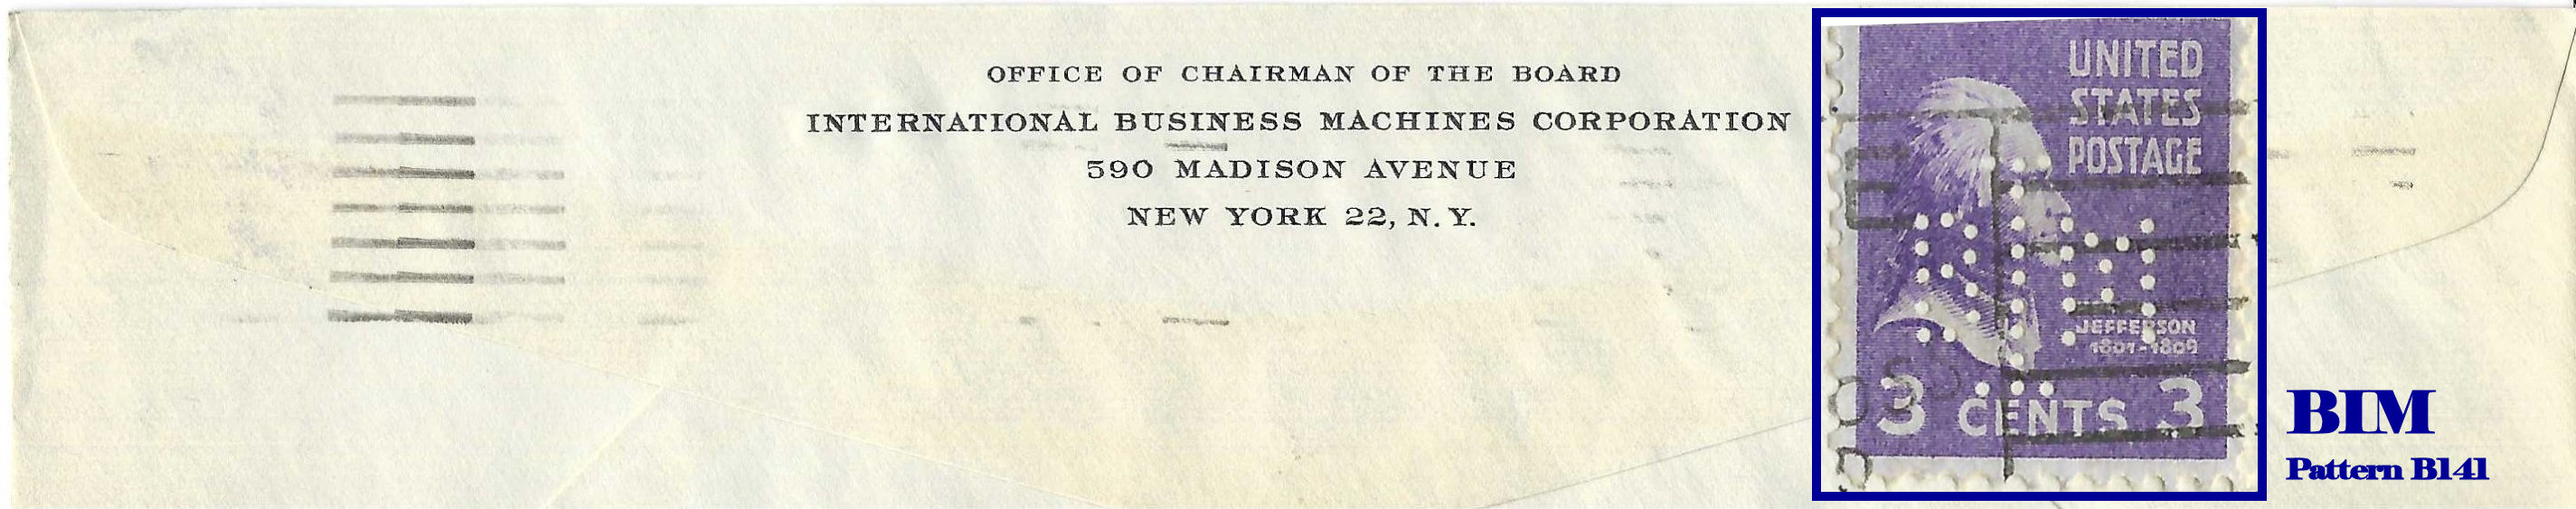 OFFICE OF CHAIRMAN OF THE BOARD
INTERNATIONAL BUSINESS MACHINES CORPORATION
590 MADISON AVENUE
NEW YORK 22, N.Y.
UNITED
STATES
POSTAGE
JEFFERSON
1801-1809
3 CENTS 3
BIM
Pattern B141